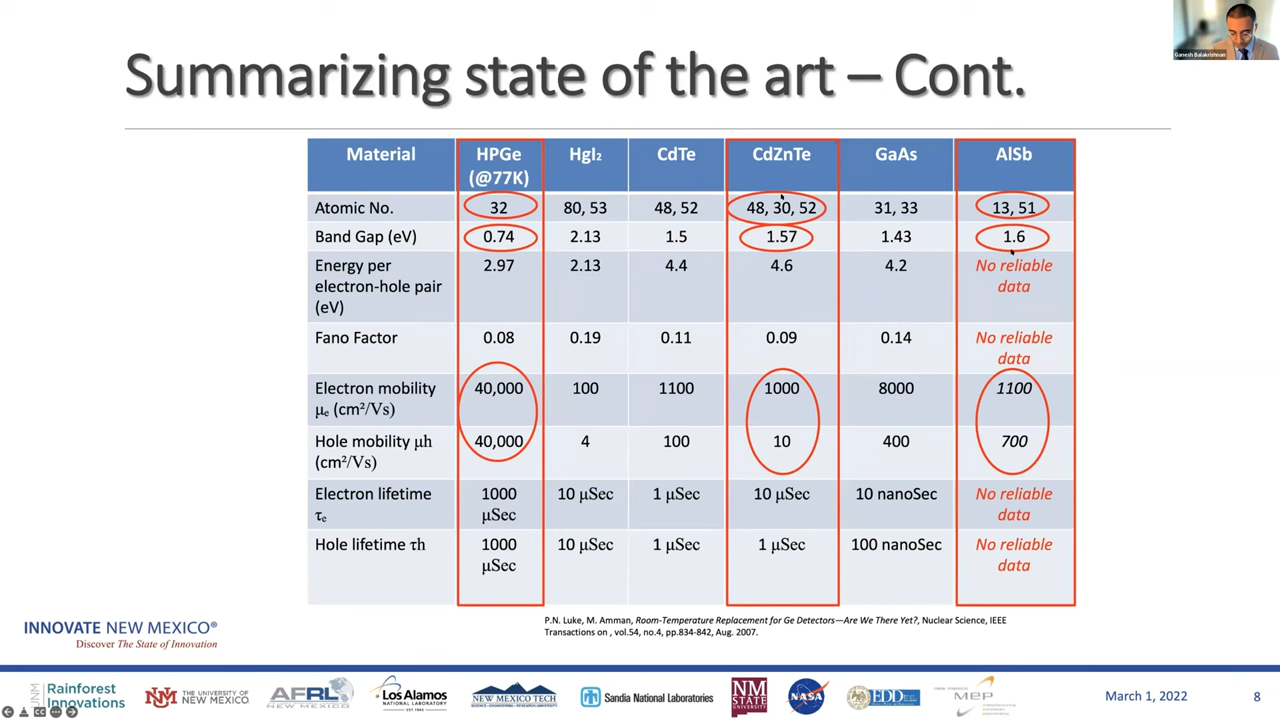 Ganesh Balakrishnan
Summarizing state of the art – Cont.
Material HPGe (@77K) HgI₂ CdTe CdZnTe GaAs AlSb
Atomic No. 32 80, 53 48, 52 48, 30, 52 31, 33 13, 51
Band Gap (eV) 0.74 2.13 1.5 1.57 1.43 1.6
Energy per electron-hole pair (eV) 2.97 2.13 4.4 4.6 4.2 No reliable data
Fano Factor 0.08 0.19 0.11 0.09 0.14 No reliable data
Electron mobility μₑ (cm²/Vs) 40,000 100 1100 1000 8000 1100
Hole mobility μh (cm²/Vs) 40,000 4 100 10 400 700
Electron lifetime τₑ 1000 μSec 10 μSec 1 μSec 10 μSec 10 nanoSec No reliable data
Hole lifetime τh 1000 μSec 10 μSec 1 μSec 1 μSec 100 nanoSec No reliable data
P.N. Luke, M. Amman, Room-Temperature Replacement for Ge Detectors—Are We There Yet?, Nuclear Science, IEEE
Transactions on , vol.54, no.4, pp.834-842, Aug. 2007.
INNOVATE NEW MEXICO®
Discover The State of Innovation
UNM
Rainforest
Innovations
NM
THE UNIVERSITY OF
NEW MEXICO
AFRL
NEW MEXICO
Los Alamos
NATIONAL LABORATORY
EST. 1943
NEW MEXICO TECH
SCIENCE • ENGINEERING • RESEARCH UNIVERSITY
Sandia National Laboratories
NM
STATE
UNIVERSITY
NASA
EDD
MEP
March 1, 2022
8
CC